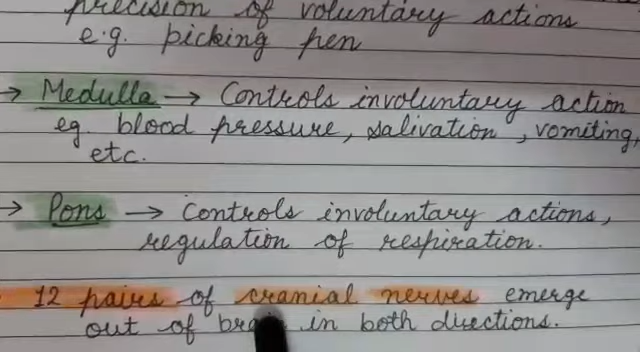 precision of voluntary actions
e.g. picking pen
→ Medulla → Controls involuntary action
eg. blood pressure, salivation, vomiting,
etc.
→ Pons → Controls involuntary actions,
regulation of respiration.
12 pairs of cranial nerves emerge
out of brain in both directions.